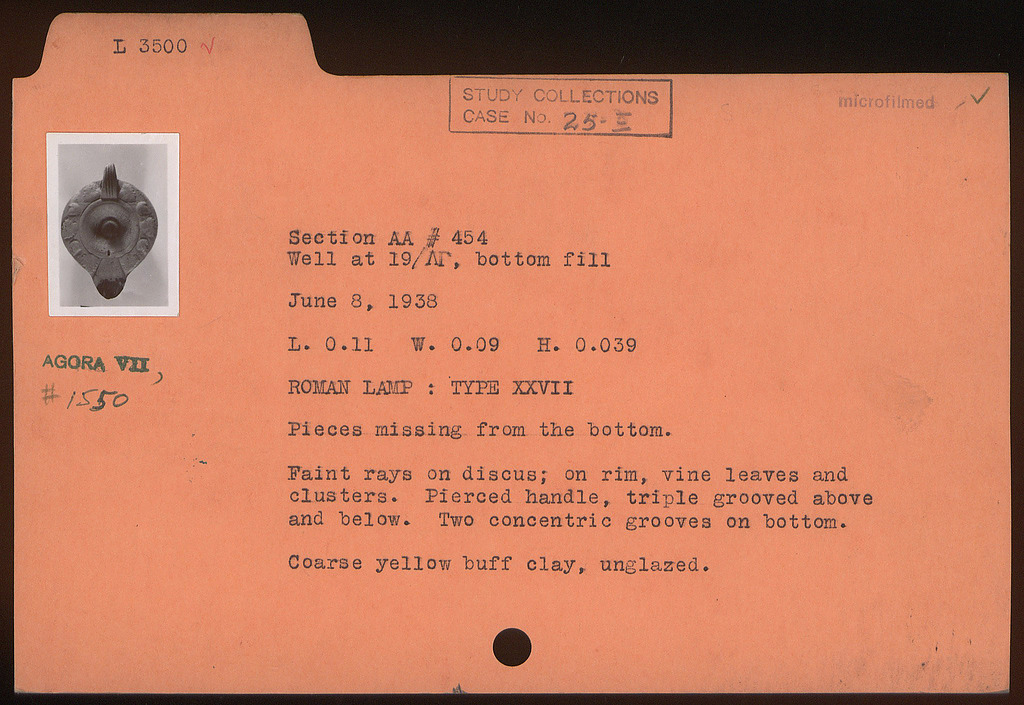 L 3500 ✓
STUDY COLLECTIONS
CASE No. 25-II
microfilmed ✓
Section AA # 454
Well at 19/ΛΓ, bottom fill
June 8, 1938
L. 0.11 W. 0.09 H. 0.039
AGORA VII,
# 1550
ROMAN LAMP : TYPE XXVII
Pieces missing from the bottom.
Faint rays on discus; on rim, vine leaves and
clusters. Pierced handle, triple grooved above
and below. Two concentric grooves on bottom.
Coarse yellow buff clay, unglazed.